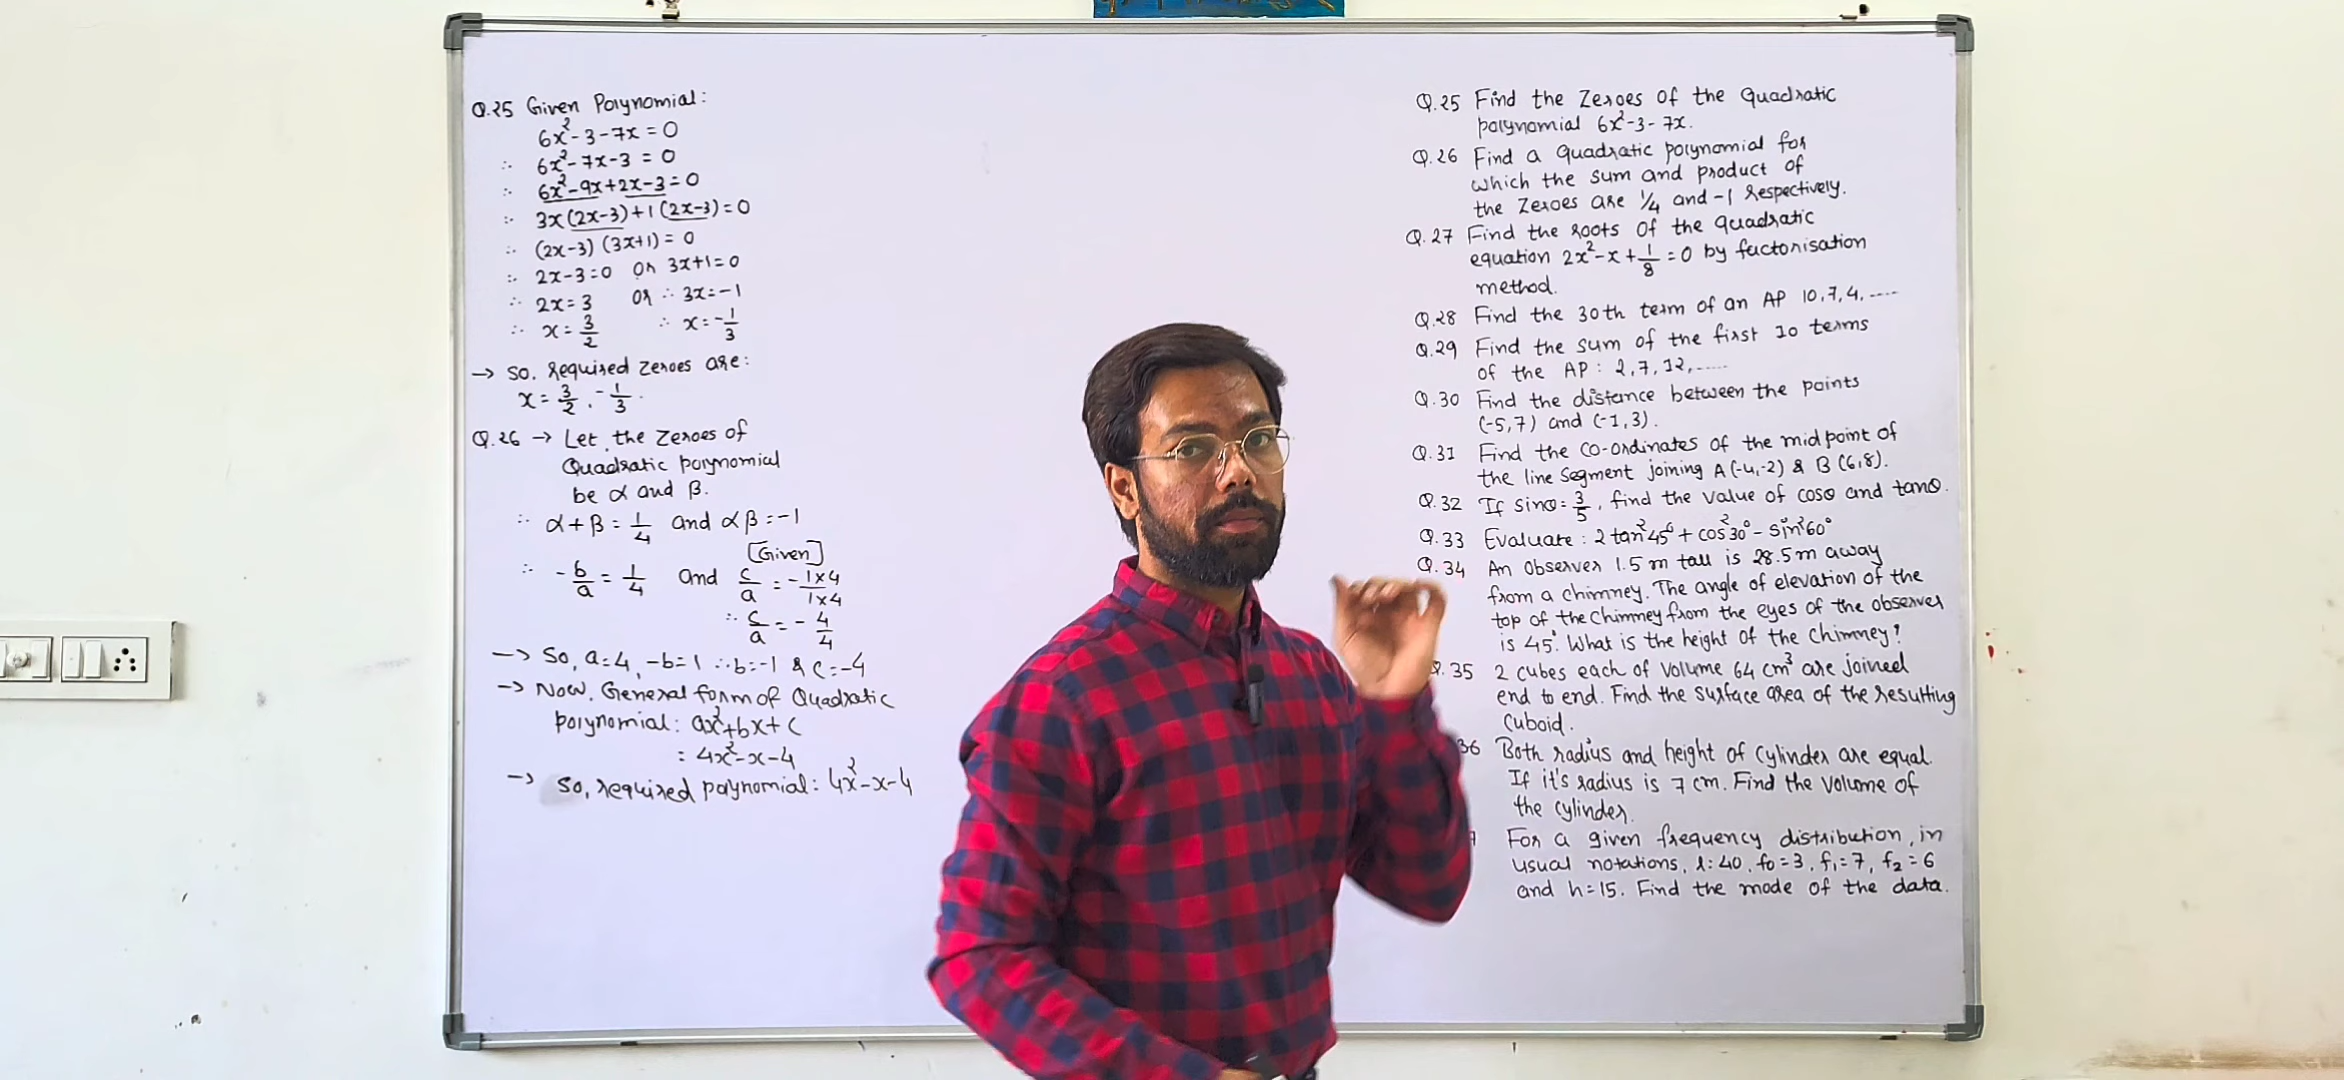 Q.25 Given Polynomial:
6x²-3-7x = 0
∴ 6x²-7x-3 = 0
∴ 6x²-9x+2x-3 = 0
∴ 3x(2x-3)+1(2x-3) = 0
∴ (2x-3) (3x+1) = 0
∴ 2x-3=0 or 3x+1=0
∴ 2x=3 or ∴ 3x=-1
∴ x=3/2 ∴ x=-1/3
→ So, required zeroes are:
x = 3/2, -1/3.
Q.26 → Let the zeroes of
Quadratic polynomial
be α and β.
∴ α+β = 1/4 and αβ = -1
[Given]
∴ -b/a = 1/4 and c/a = -1×4/1×4
∴ c/a = -4/4
→ So, a=4, -b=1 ∴ b=-1 & c=-4
→ Now, General form of Quadratic
polynomial: ax²+bx+c
= 4x²-x-4
→ So, required polynomial: 4x²-x-4
Q.25 Find the Zeroes of the quadratic
polynomial 6x²-3-7x.
Q.26 Find a quadratic polynomial for
which the sum and product of
the Zeroes are 1/4 and -1 respectively.
Q.27 Find the roots of the quadratic
equation 2x²-x+1/8=0 by factorisation
method.
Q.28 Find the 30th term of an AP 10,7,4,....
Q.29 Find the sum of the first 10 terms
of the AP: 2,7,12,.....
Q.30 Find the distance between the points
(-5,7) and (-1,3).
Q.31 Find the co-ordinates of the midpoint of
the line segment joining A(-4,-2) & B(6,8).
Q.32 If sinθ=3/5, find the value of cosθ and tanθ.
Q.33 Evaluate: 2tan²45°+cos²30°-sin²60°
Q.34 An observer 1.5 m tall is 28.5 m away
from a chimney. The angle of elevation of the
top of the chimney from the eyes of the observer
is 45°. What is the height of the chimney?
Q.35 2 cubes each of volume 64 cm³ are joined
end to end. Find the surface area of the resulting
cuboid.
36 Both radius and height of cylinder are equal.
If it's radius is 7 cm. Find the volume of
the cylinder.
For a given frequency distribution, in
usual notations, l=40, f0=3, f1=7, f2=6
and h=15. Find the mode of the data.